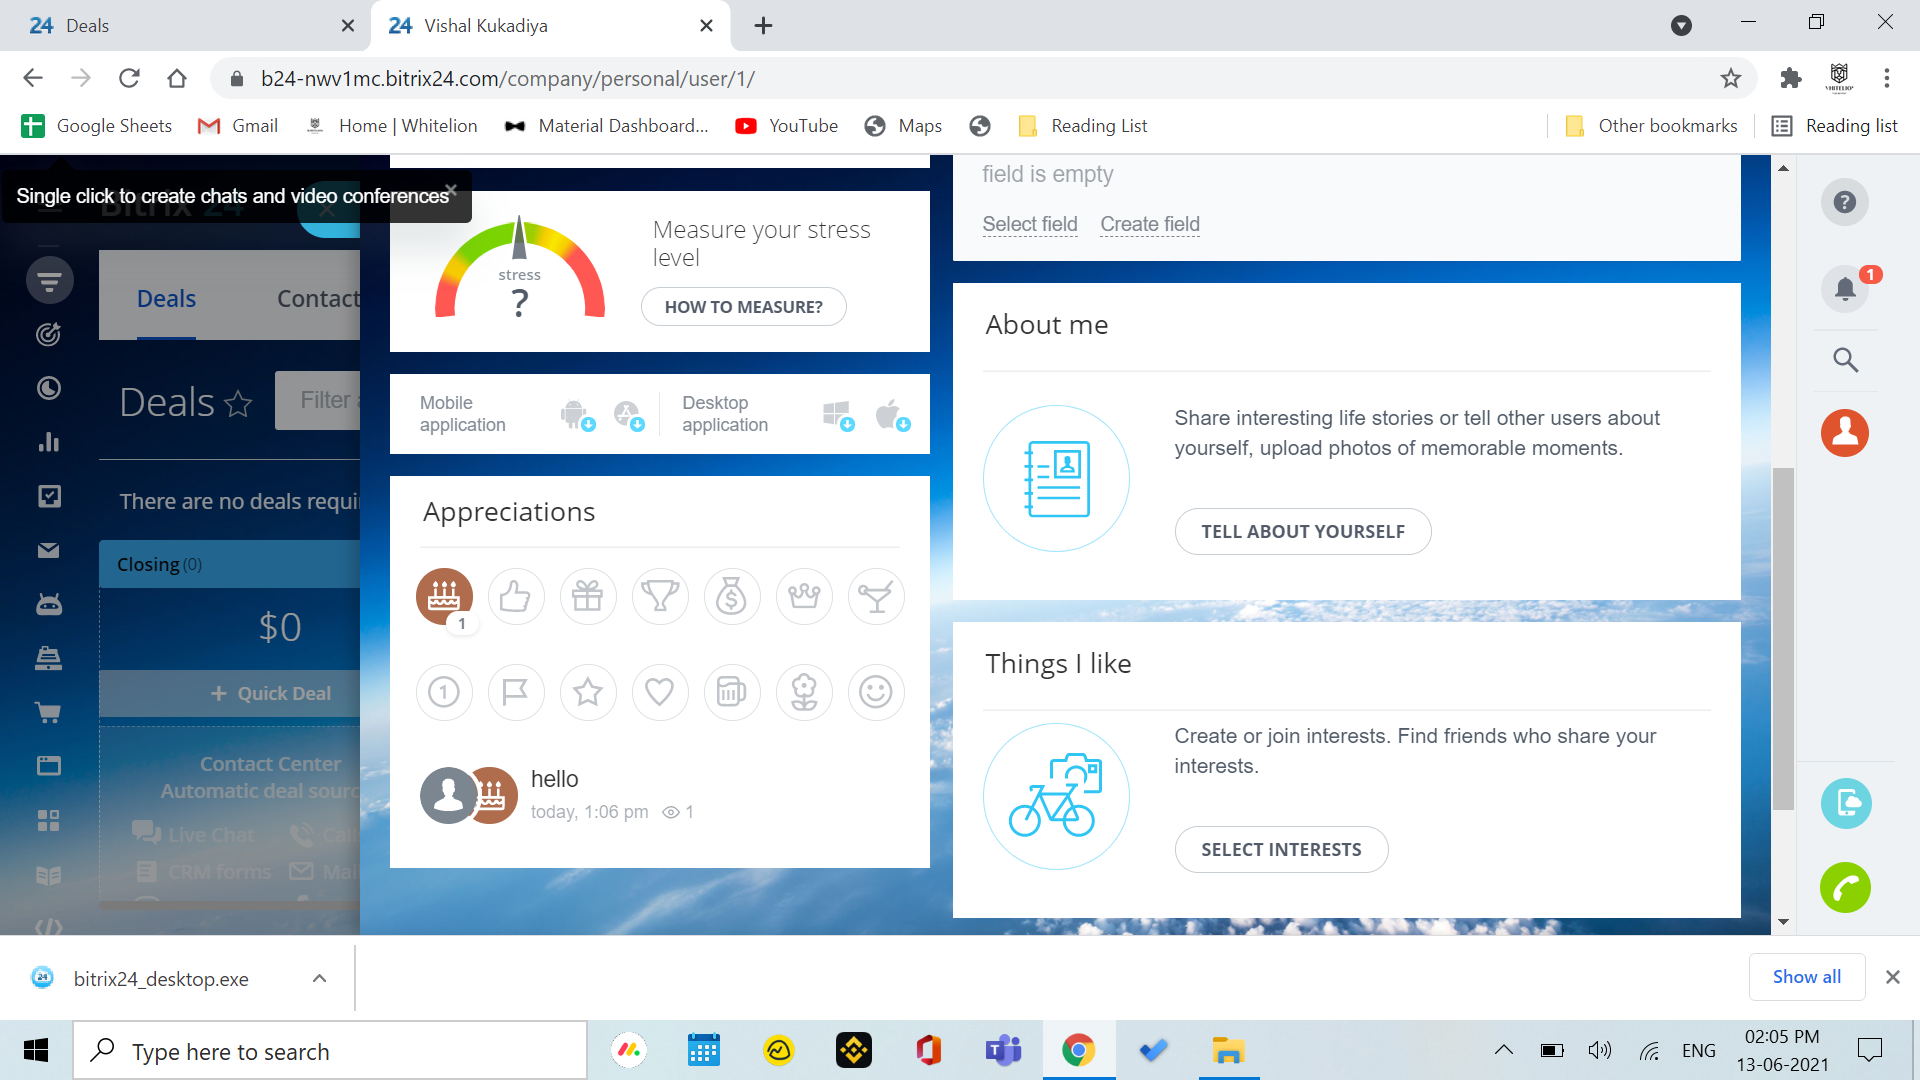 24 Deals
24 Vishal Kukadiya
b24-nwv1mc.bitrix24.com/company/personal/user/1/
Google Sheets
Gmail
Home | Whitelion
Material Dashboard...
YouTube
Maps
Reading List
Other bookmarks
Reading list
Single click to create chats and video conferences
Deals
Contact
Deals
Filter
There are no deals requi
Closing (0)
$0
+ Quick Deal
Contact Center
Automatic deal sourc
Live Chat
CRM forms
stress
?
Measure your stress
level
HOW TO MEASURE?
Mobile
application
Desktop
application
Appreciations
1
1
hello
today, 1:06 pm 1
field is empty
Select field Create field
About me
Share interesting life stories or tell other users about
yourself, upload photos of memorable moments.
TELL ABOUT YOURSELF
Things I like
Create or join interests. Find friends who share your
interests.
SELECT INTERESTS
?
1
24 bitrix24_desktop.exe
Show all
Type here to search
ENG
02:05 PM
13-06-2021